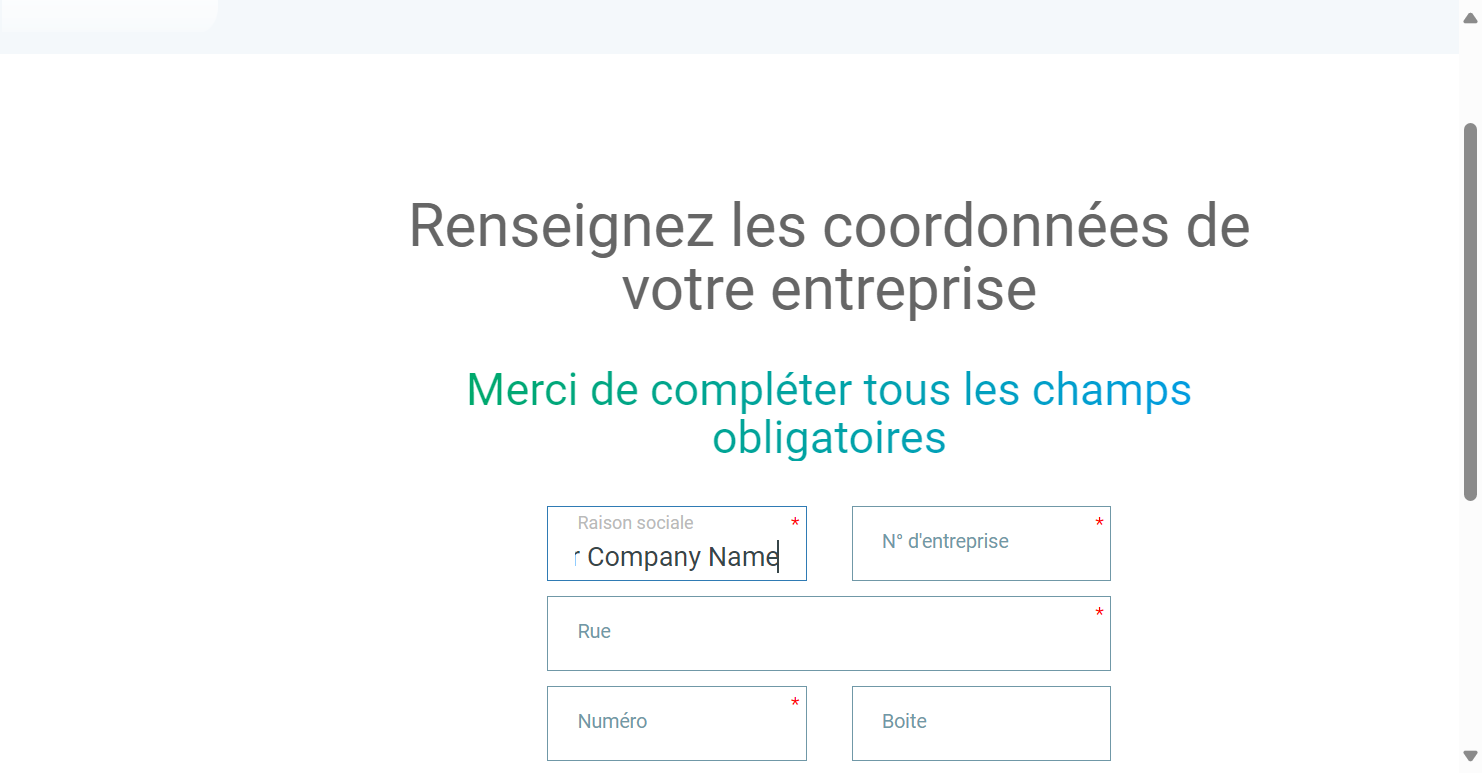 Renseignez les coordonnées de
votre entreprise
Merci de compléter tous les champs
obligatoires
Raison sociale *
Company Name
N° d'entreprise *
Rue *
Numéro *
Boite